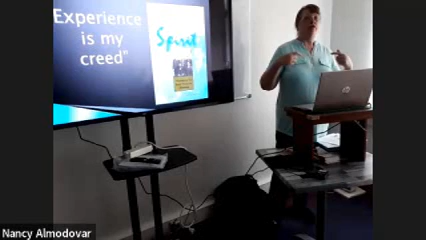 Experience
is my
creed"
Spirit
Nancy Almodovar